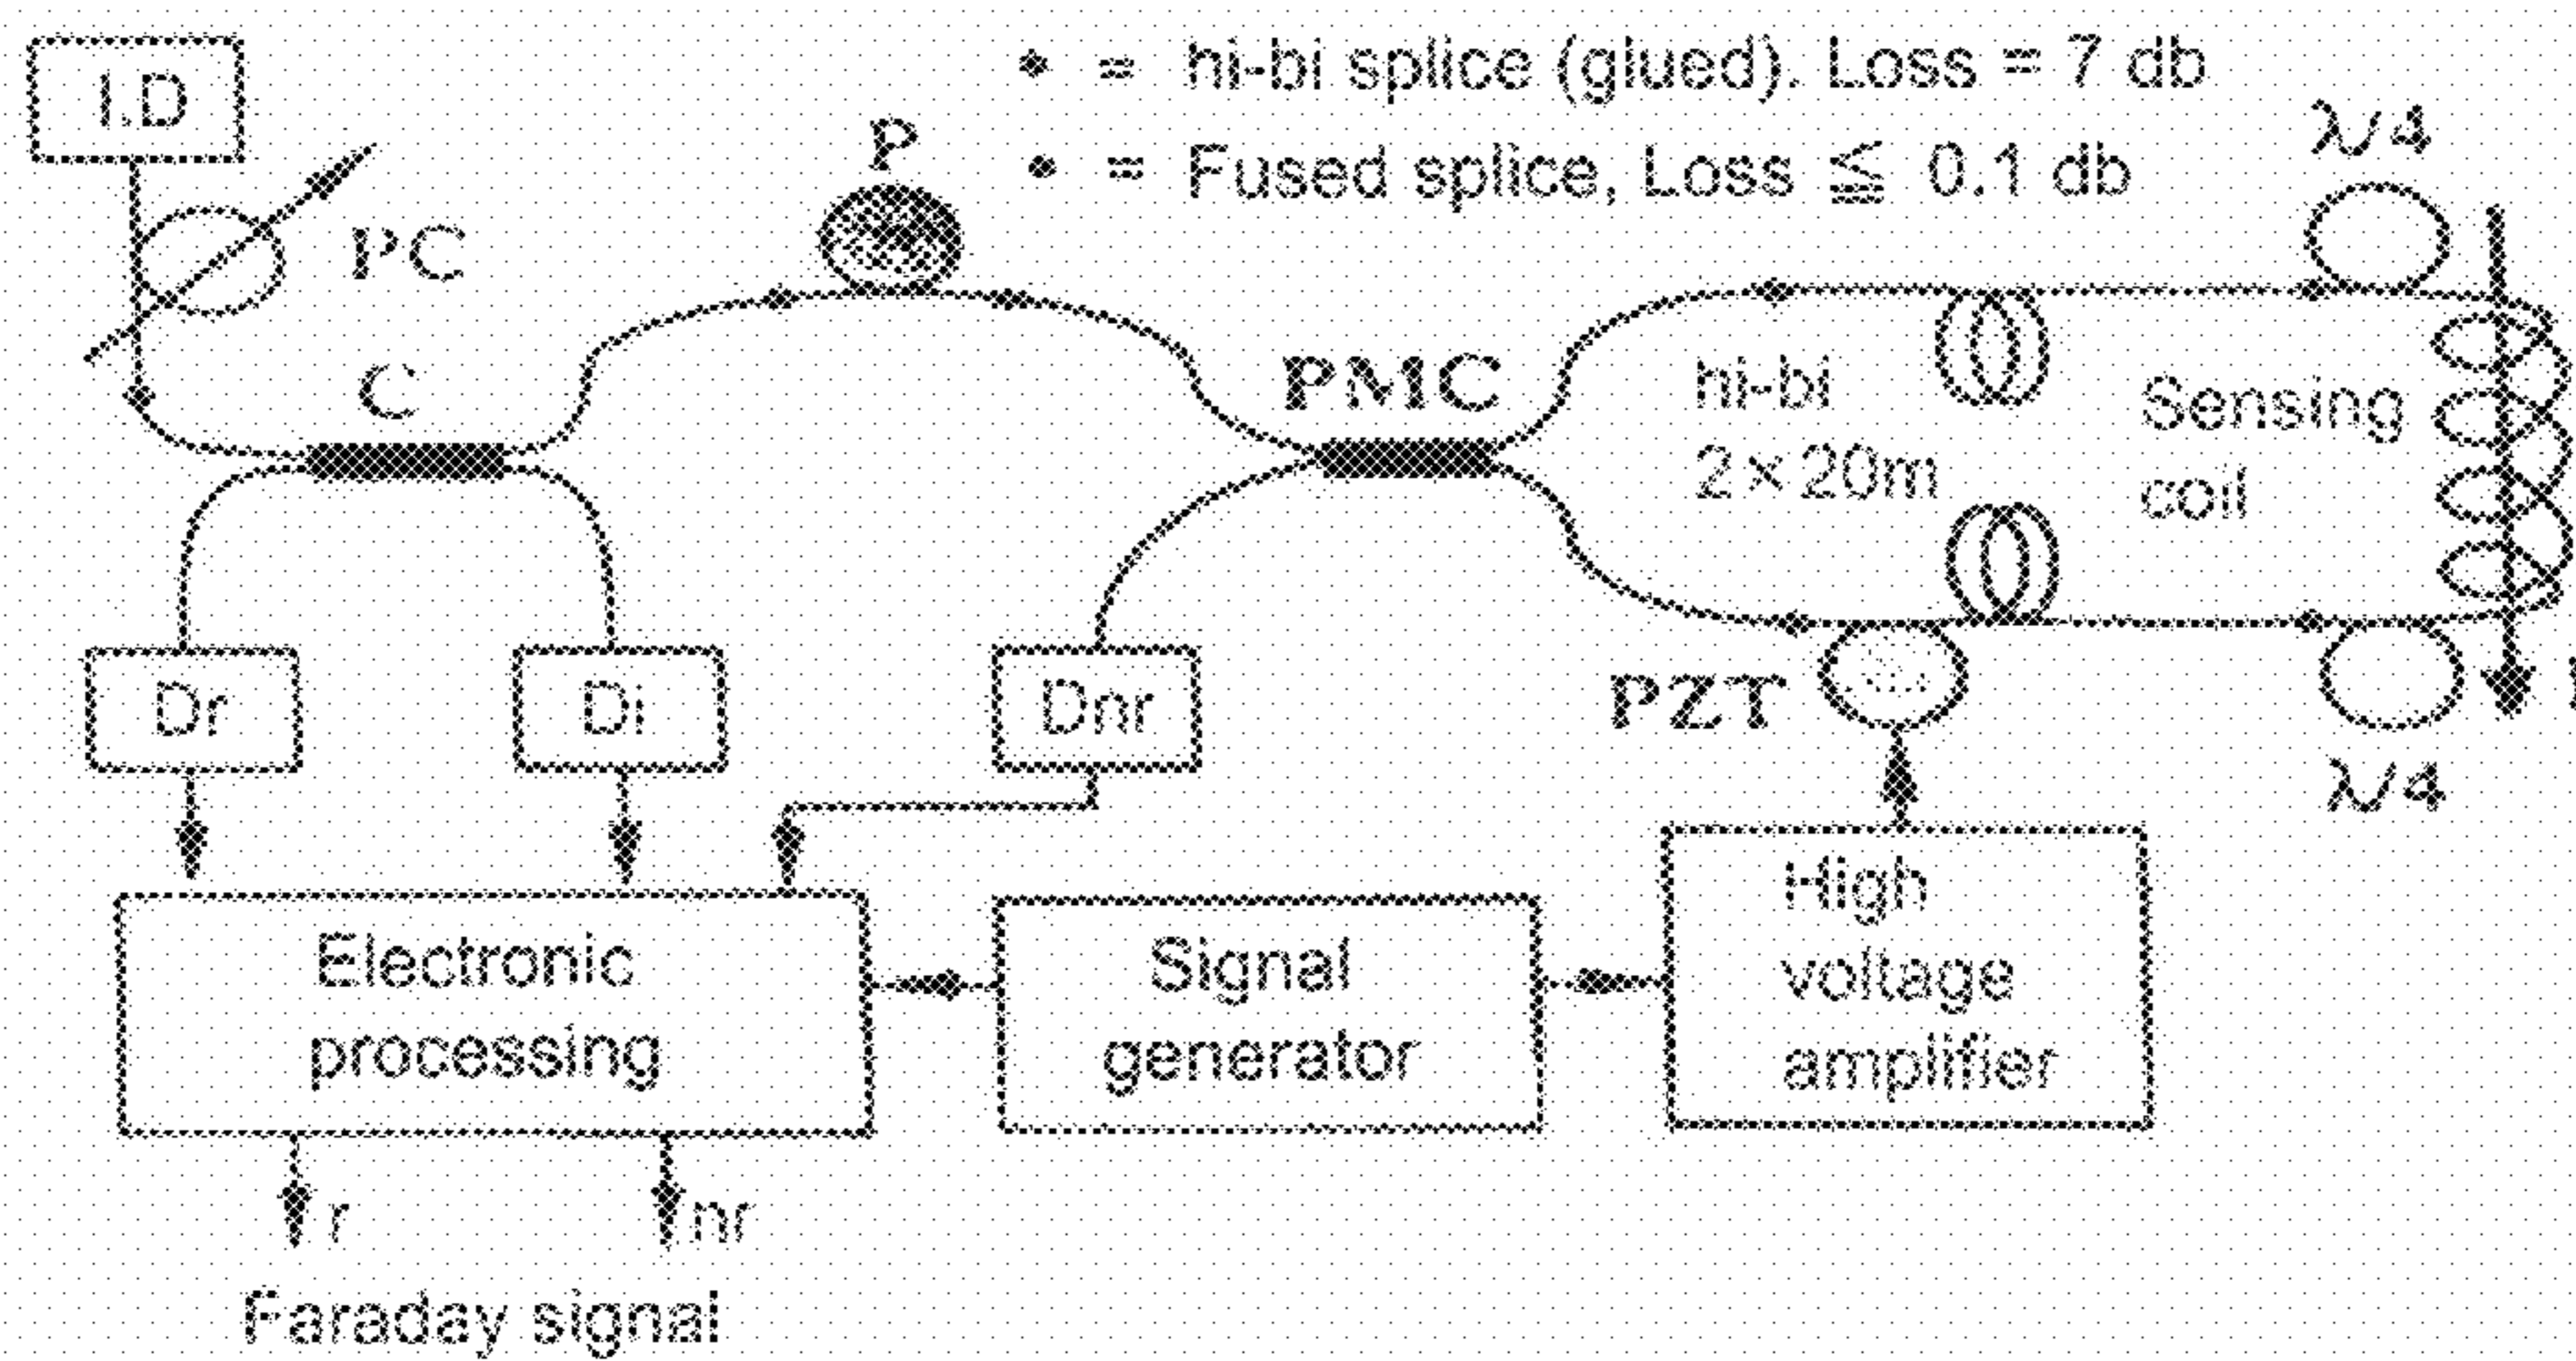 I.D
• = hi-bi splice (glued). Loss = 7 db
• = Fused splice, Loss ≦ 0.1 db
P
λ/4
PC
C
PMC
hi-bi
2×20m
Sensing
coil
Dr
Di
Dnr
PZT
λ/4
Electronic
processing
Signal
generator
High
voltage
amplifier
r
nr
Faraday signal